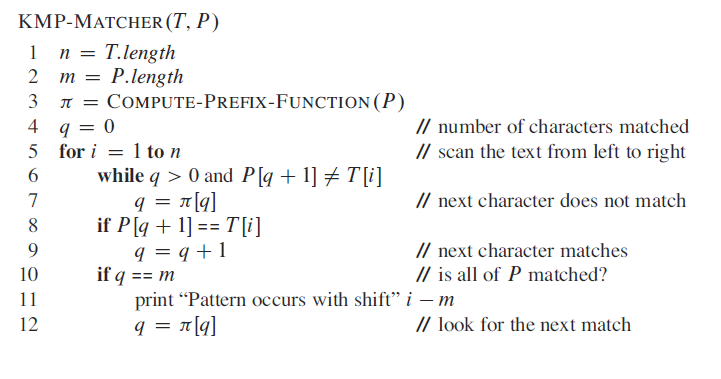 KMP-MATCHER(T, P)
1 n = T.length
2 m = P.length
3 π = COMPUTE-PREFIX-FUNCTION(P)
4 q = 0 // number of characters matched
5 for i = 1 to n // scan the text from left to right
6 while q > 0 and P[q + 1] ≠ T[i]
7 q = π[q] // next character does not match
8 if P[q + 1] == T[i]
9 q = q + 1 // next character matches
10 if q == m // is all of P matched?
11 print “Pattern occurs with shift” i − m
12 q = π[q] // look for the next match